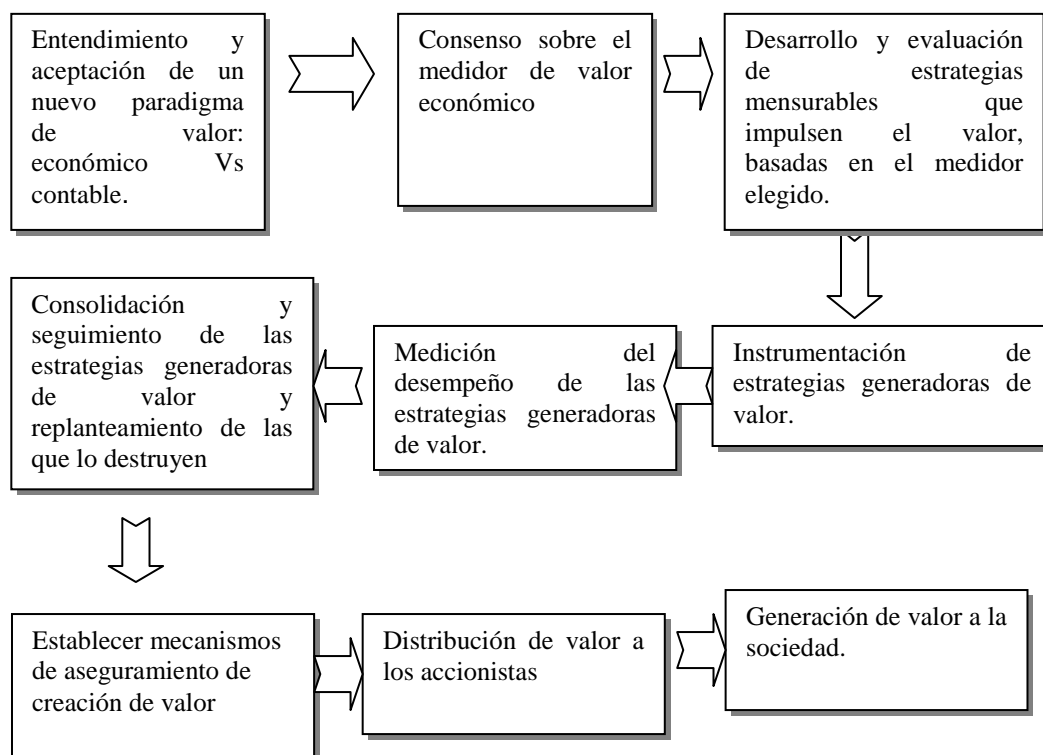 Entendimiento y
aceptación de un
nuevo paradigma
de valor:
económico Vs
contable.
Consenso sobre el
medidor de valor
económico
Desarrollo y evaluación
de estrategias
mensurables que
impulsen el valor,
basadas en el medidor
elegido.
Instrumentación de
estrategias generadoras de
valor.
Medición del
desempeño de las
estrategias generadoras
de valor.
Consolidación y
seguimiento de las
estrategias generadoras
de valor y
replanteamiento de las
que lo destruyen
Establecer mecanismos
de aseguramiento de
creación de valor
Distribución de valor a
los accionistas
Generación de valor a la
sociedad.